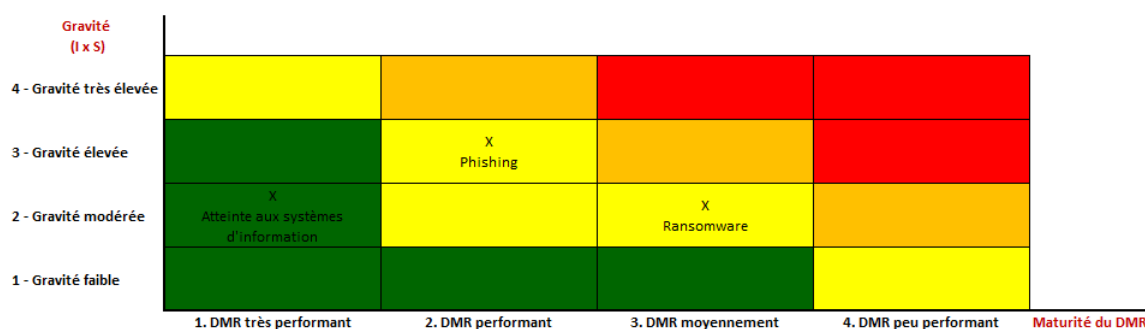 Gravité
(I x S)
4 - Gravité très élevée
3 - Gravité élevée
X
Phishing
2 - Gravité modérée
X
Atteinte aux systèmes
d'information
X
Ransomware
1 - Gravité faible
1. DMR très performant
2. DMR performant
3. DMR moyennement
4. DMR peu performant
Maturité du DMR